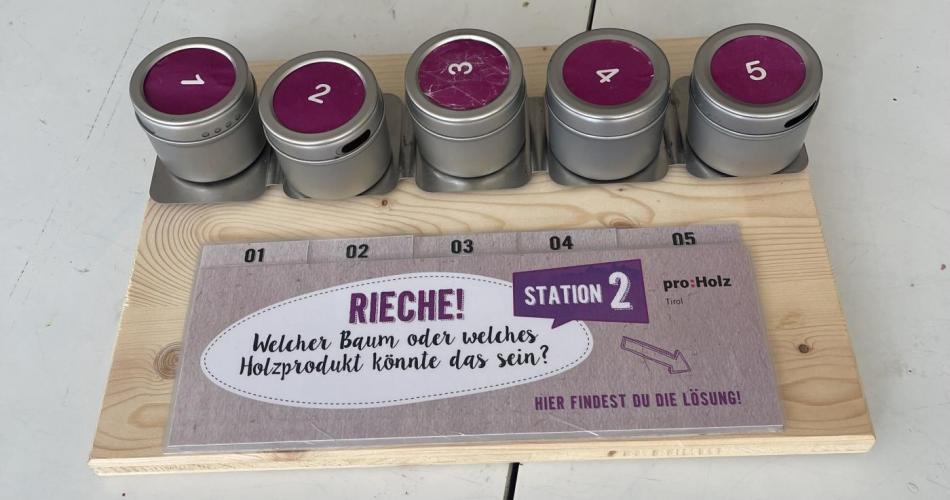 1
2
3
4
5
01 02 03 04 05
RIECHE!
Welcher Baum oder welches
Holzprodukt könnte das sein?
STATION 2
pro:Holz
Tirol
HIER FINDEST DU DIE LÖSUNG!